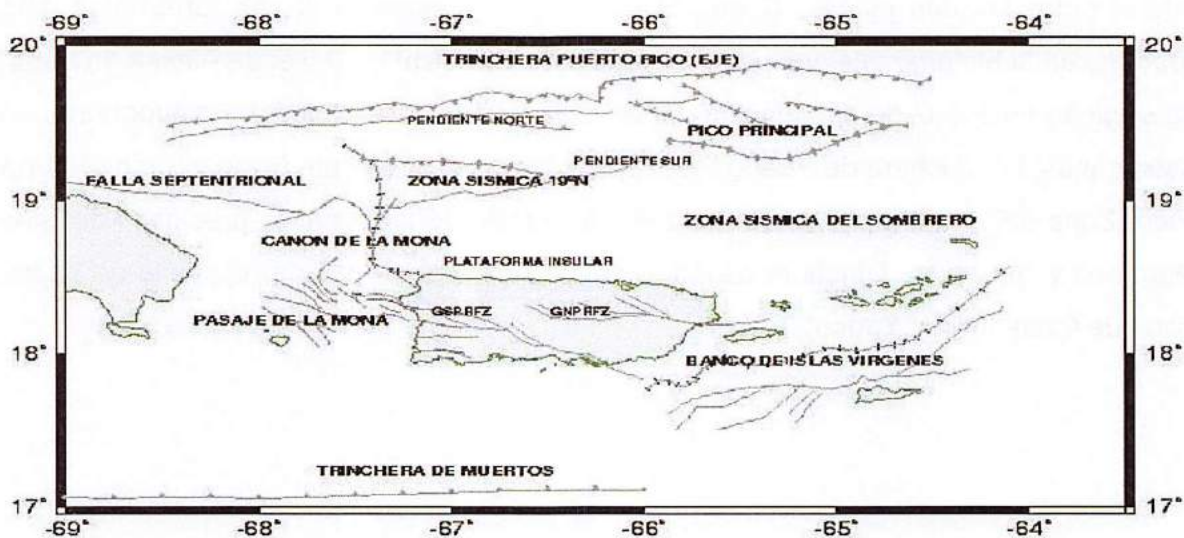 -69° -68° -67° -66° -65° -64°
20° 20°
TRINCHERA PUERTO RICO (EJE)
PENDIENTE NORTE
PICO PRINCIPAL
PENDIENTE SUR
FALLA SEPTENTRIONAL ZONA SISMICA 19°N
19° 19°
ZONA SISMICA DEL SOMBRERO
CANON DE LA MONA
PLATAFORMA INSULAR
GSPRFZ GNPRFZ
PASAJE DE LA MONA
18° 18°
BANCO DE ISLAS VIRGENES
TRINCHERA DE MUERTOS
17° 17°
-69° -68° -67° -66° -65° -64°